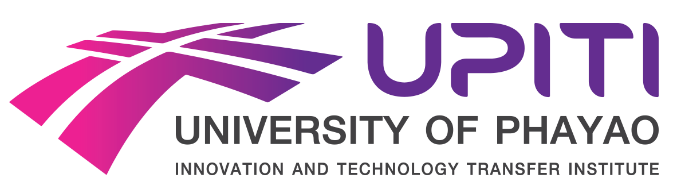 UPITI
UNIVERSITY OF PHAYAO
INNOVATION AND TECHNOLOGY TRANSFER INSTITUTE